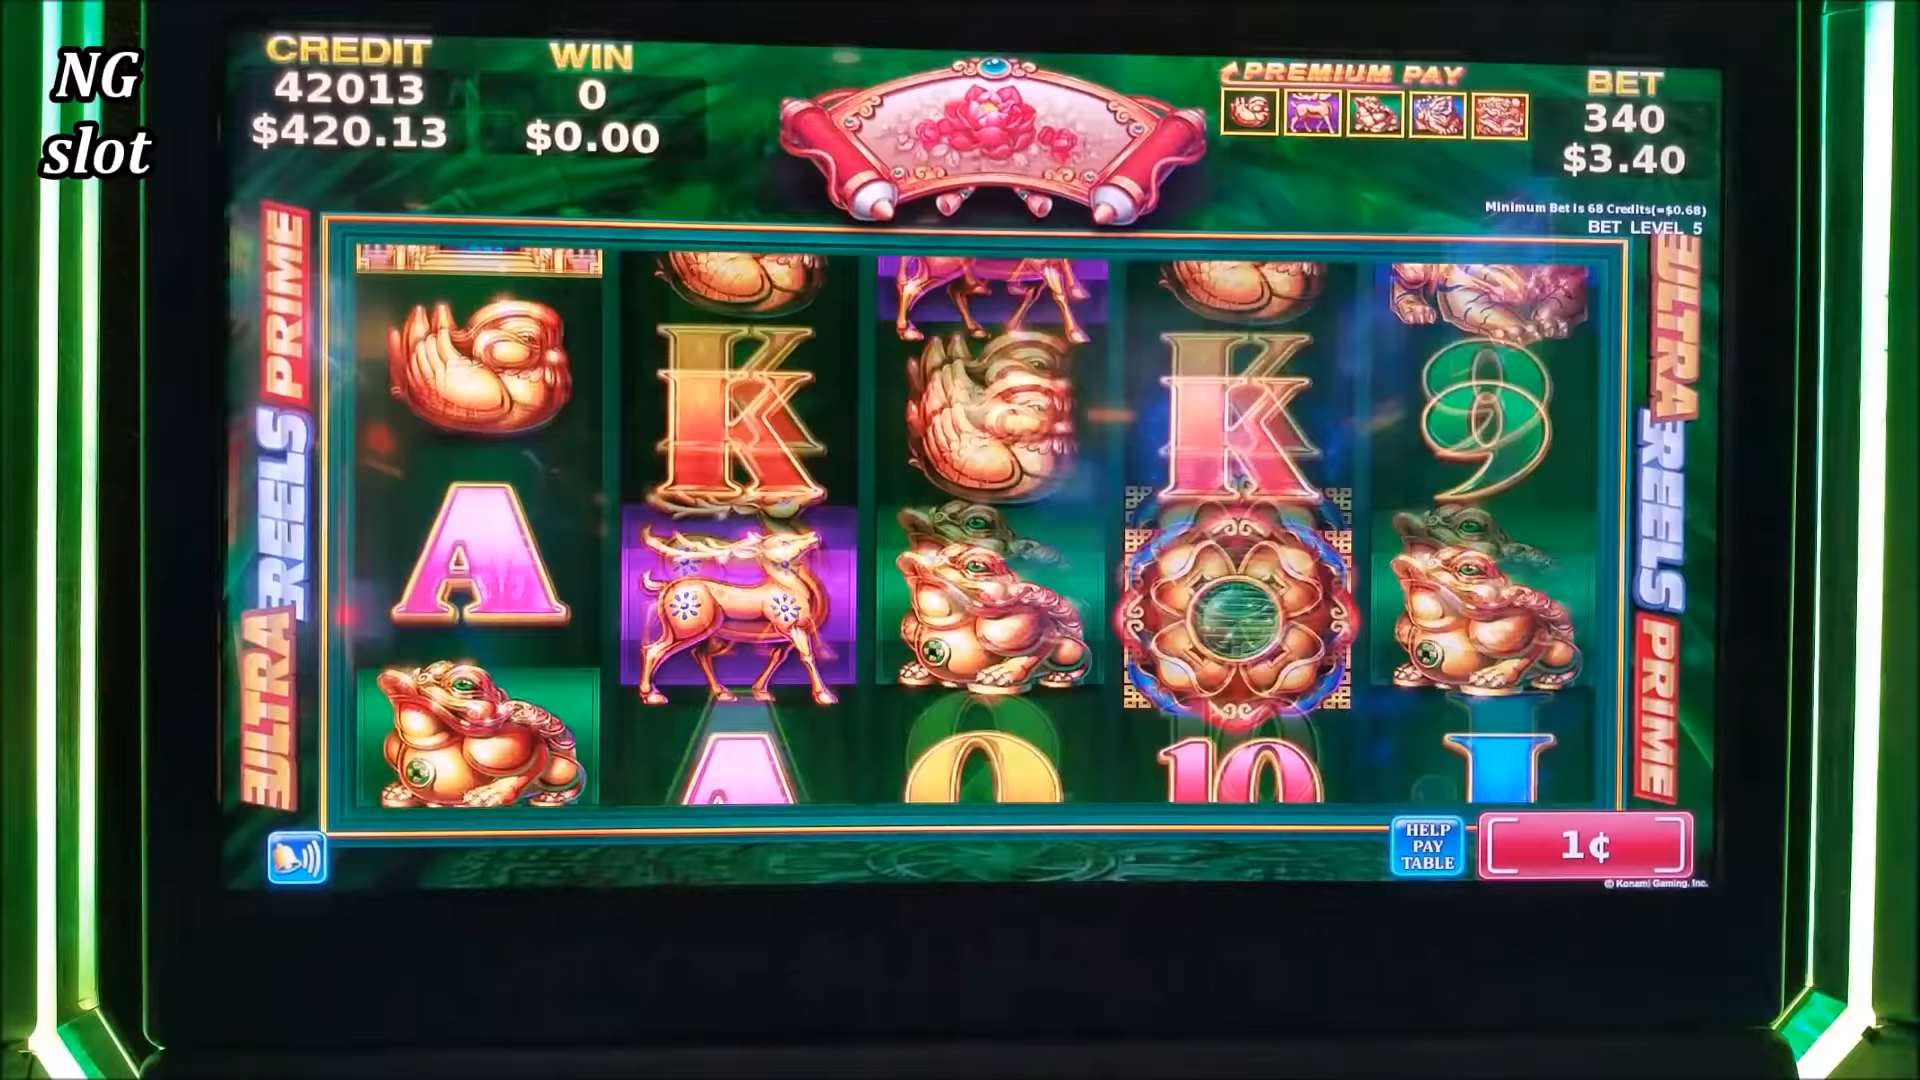 NG
slot
CREDIT
42013
$420.13
WIN
0
$0.00
PREMIUM PAY
BET
340
$3.40
Minimum Bet is 68 Credits(=$0.68)
BET LEVEL 5
ULTRA REELS PRIME
ULTRA REELS PRIME
K
K
9
A
A
Q
10
J
HELP
PAY
TABLE
1¢
© Konami Gaming, Inc.